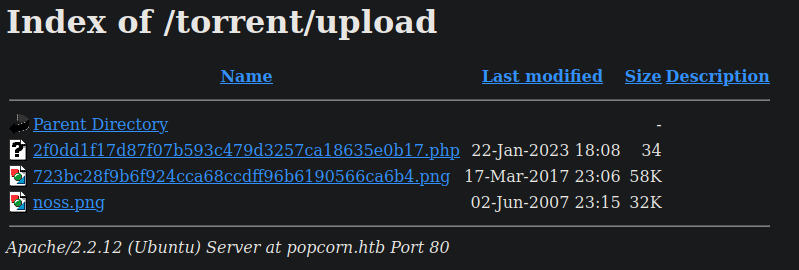 Index of /torrent/upload
Name Last modified Size Description
Parent Directory -
2f0dd1f17d87f07b593c479d3257ca18635e0b17.php 22-Jan-2023 18:08 34
723bc28f9b6f924cca68ccdff96b6190566ca6b4.png 17-Mar-2017 23:06 58K
noss.png 02-Jun-2007 23:15 32K
Apache/2.2.12 (Ubuntu) Server at popcorn.htb Port 80